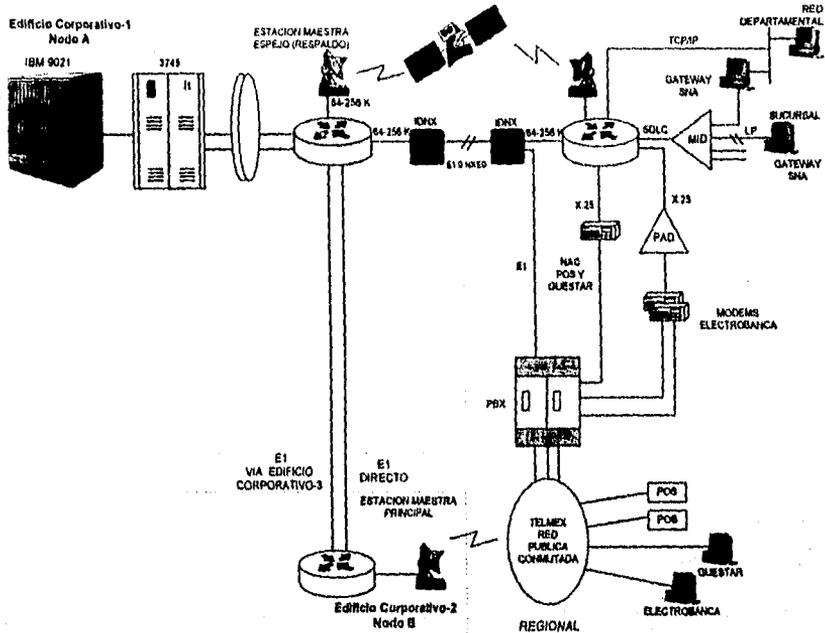 Edificio Corporativo-1
Nodo A
IBM 9021
3745
ESTACION MAESTRA
ESPEJO (RESPALDO)
64-256 K
64-256 K
IDNX
IDNX
64-256 K
TCP/IP
RED
DEPARTAMENTAL
GATEWAY
SNA
SDLC
MID
LP
SUCURSAL
GATEWAY
SNA
X.25
X.25
PAD
E1
NAC
POS Y
QUESTAR
MODEMS
ELECTROBANCA
PBX
E1
VIA EDIFICIO
CORPORATIVO-3
E1
DIRECTO
ESTACION MAESTRA
PRINCIPAL
TELMEX
RED
PUBLICA
CONMUTADA
POS
POS
QUESTAR
ELECTROBANCA
Edificio Corporativo-2
Nodo B
REGIONAL